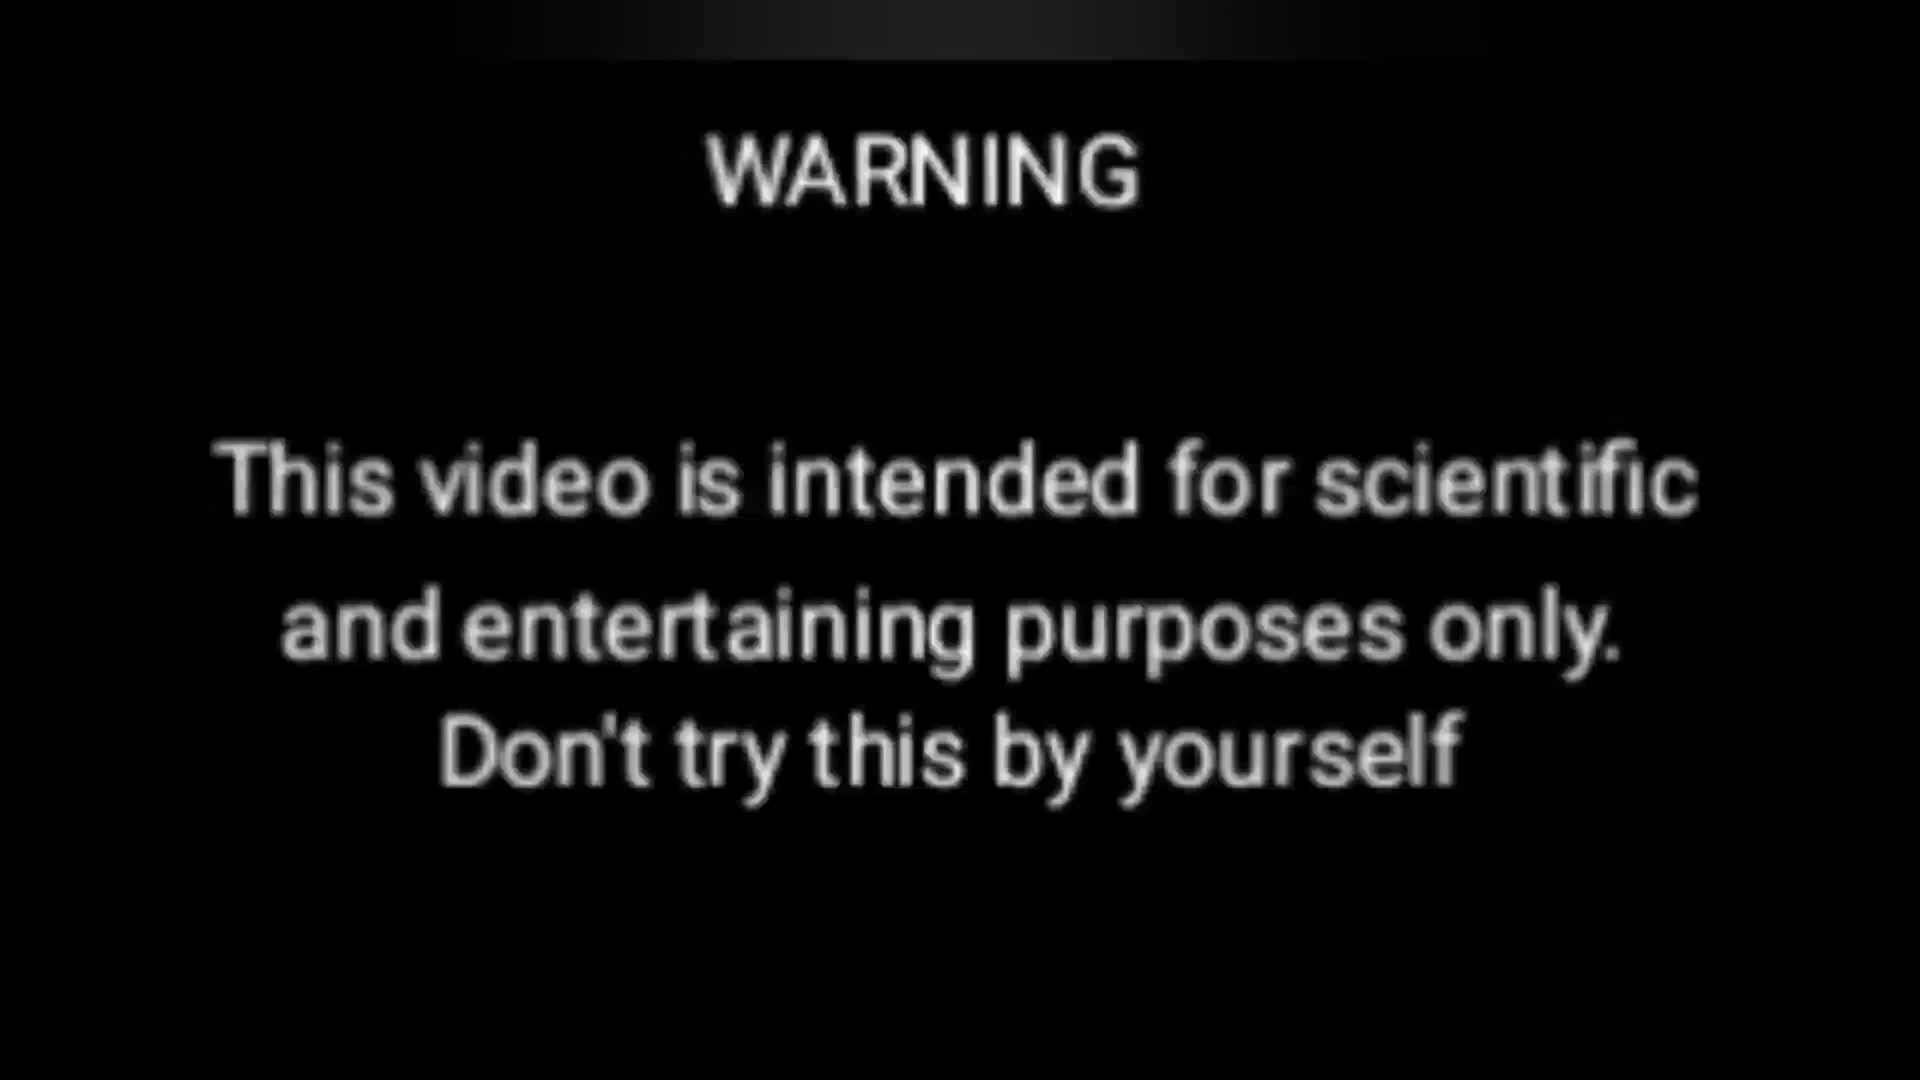 WARNING
This video is intended for scientific
and entertaining purposes only.
Don't try this by yourself